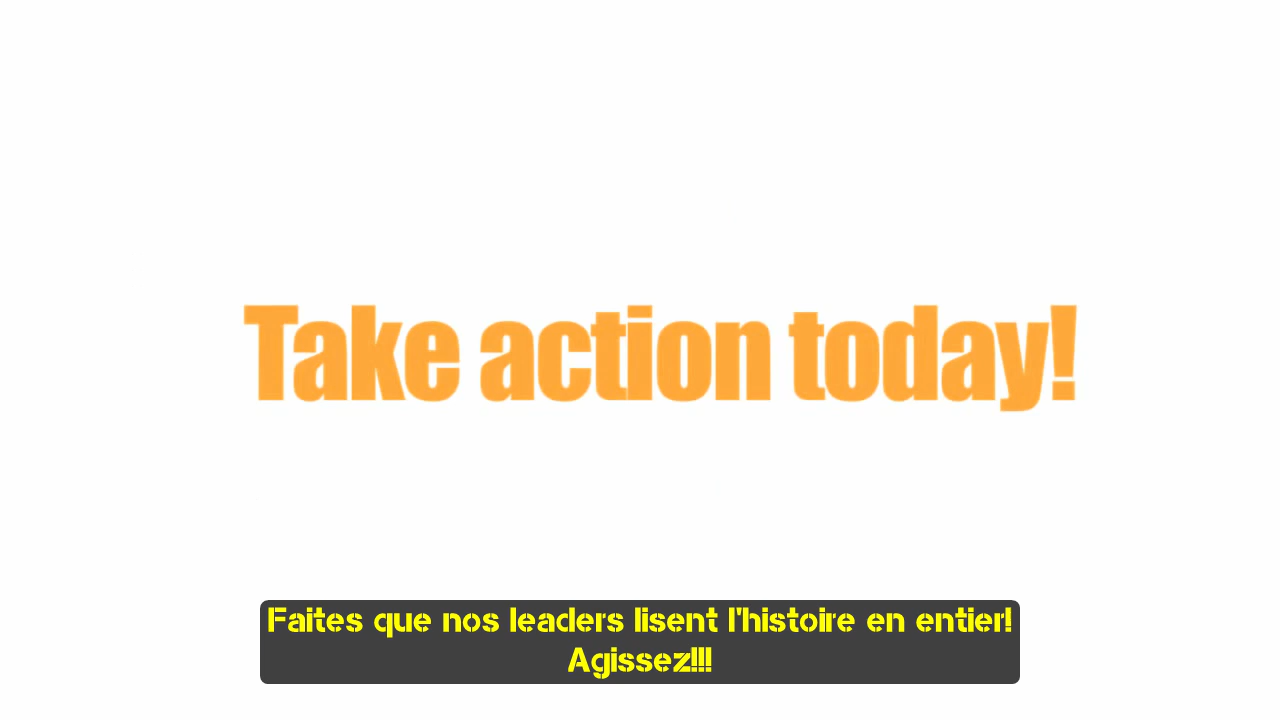 Take action today!
Faites que nos leaders lisent l'histoire en entier!
Agissez!!!